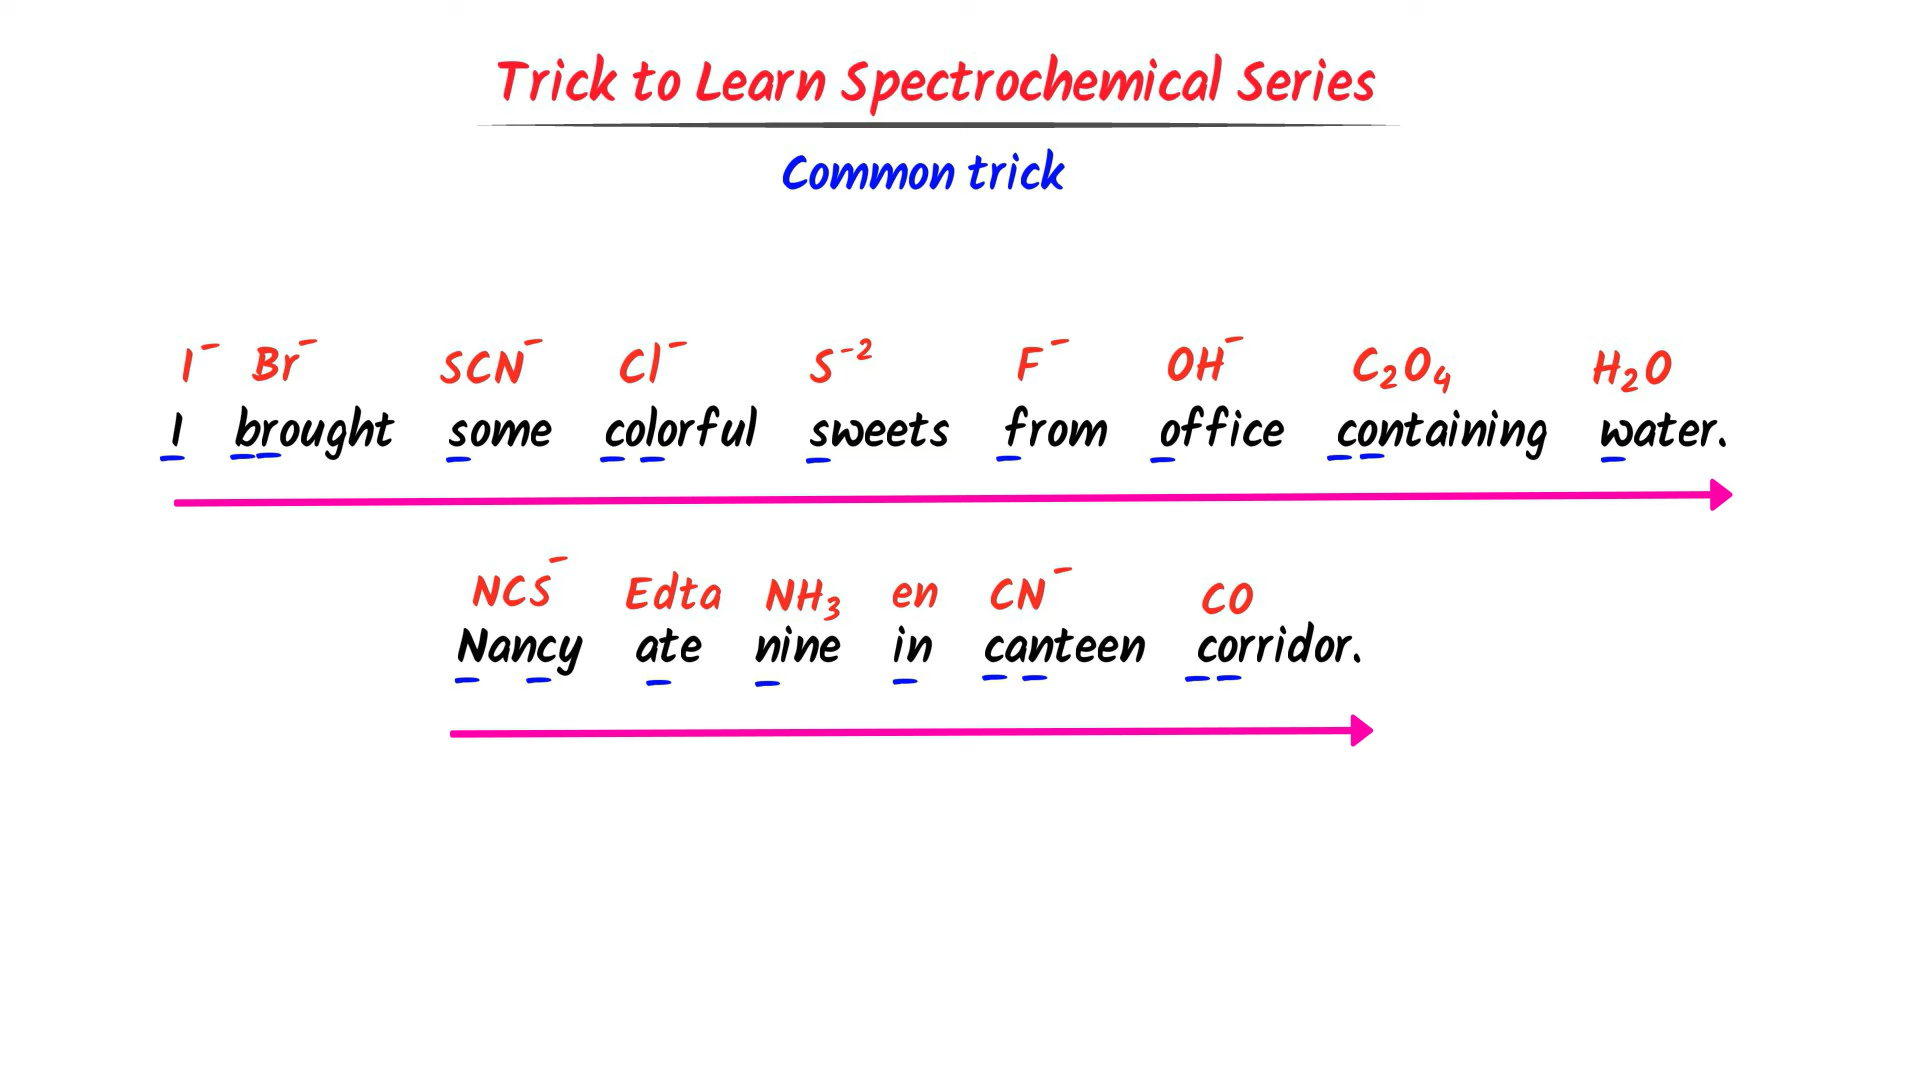 Trick to Learn Spectrochemical Series
Common trick
I⁻ Br⁻ SCN⁻ Cl⁻ S⁻² F⁻ OH⁻ C₂O₄ H₂O
I brought some colorful sweets from office containing water.
NCS⁻ Edta NH₃ en CN⁻ CO
Nancy ate nine in canteen corridor.